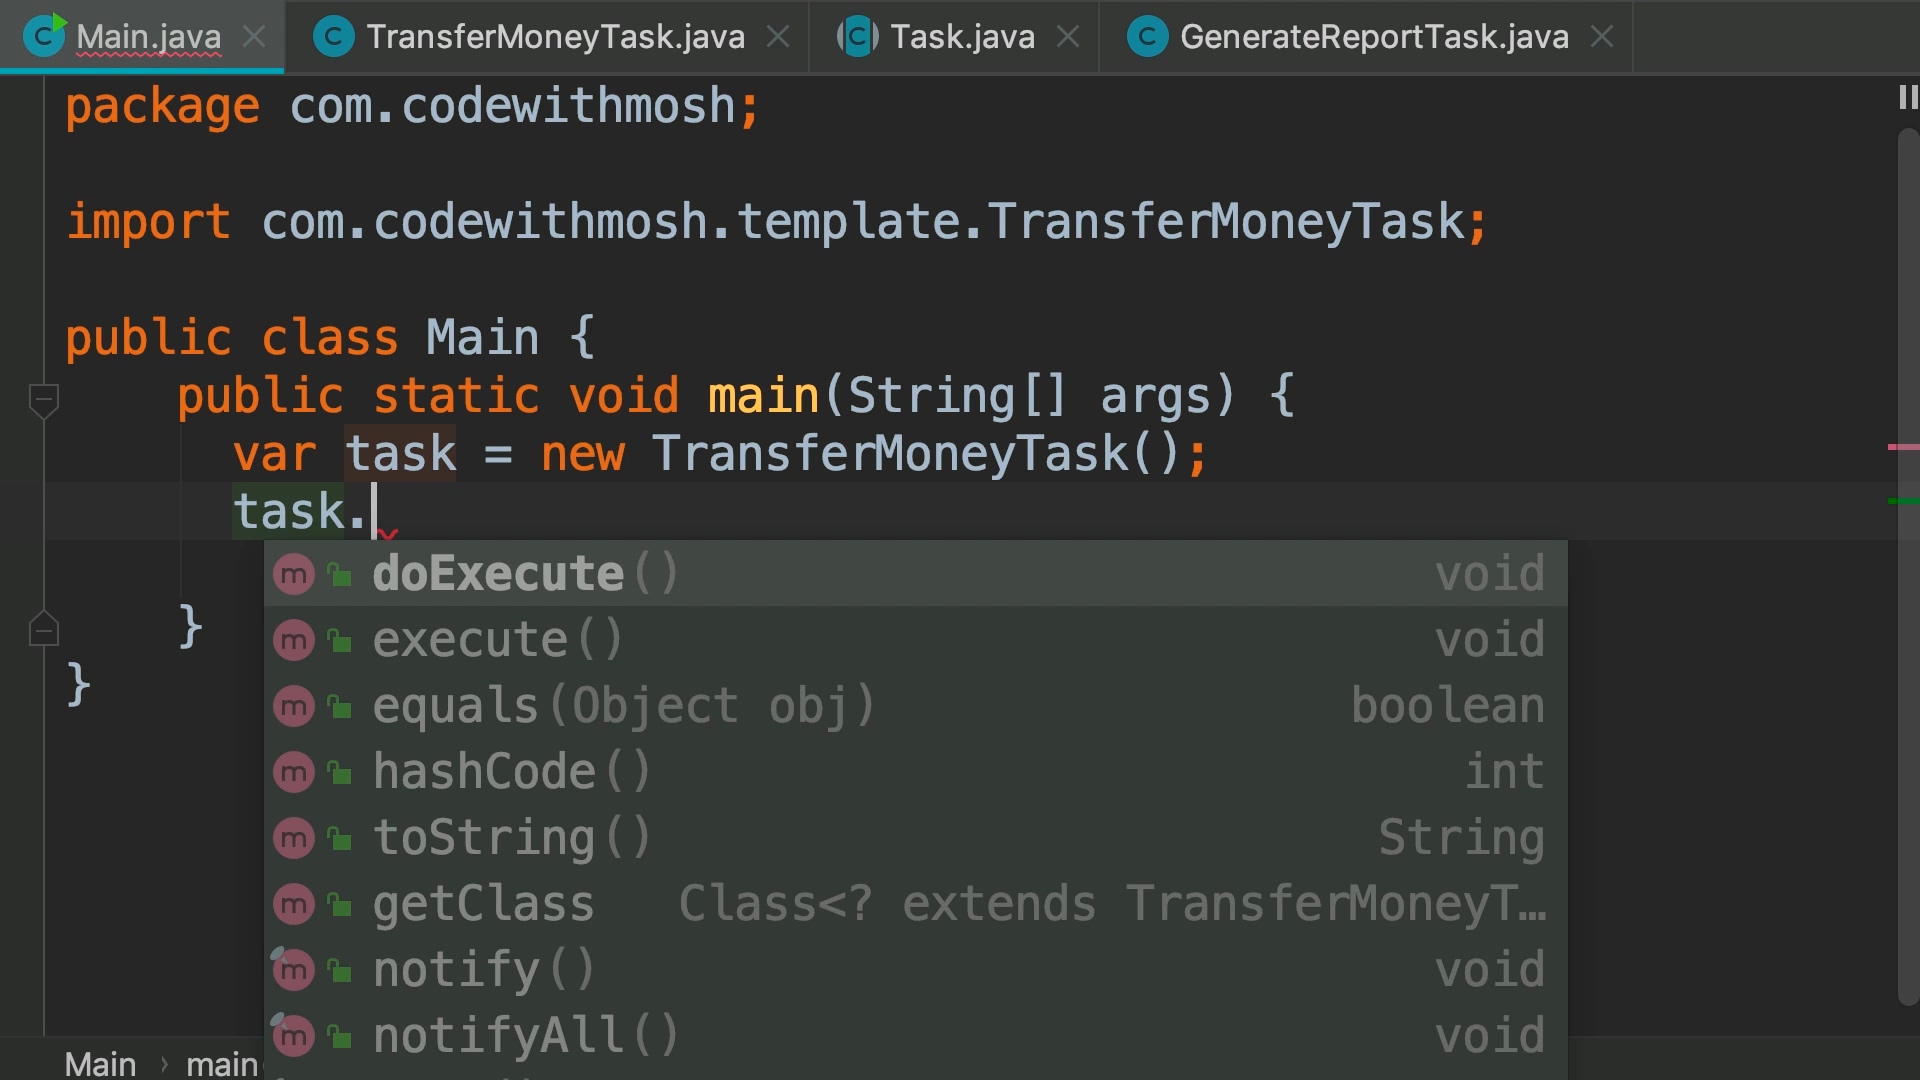 Main.java TransferMoneyTask.java Task.java GenerateReportTask.java
package com.codewithmosh;
import com.codewithmosh.template.TransferMoneyTask;
public class Main {
public static void main(String[] args) {
var task = new TransferMoneyTask();
task.
doExecute() void
execute() void
equals(Object obj) boolean
hashCode() int
toString() String
getClass Class<? extends TransferMoneyT…
notify() void
notifyAll() void
}
}
Main › main